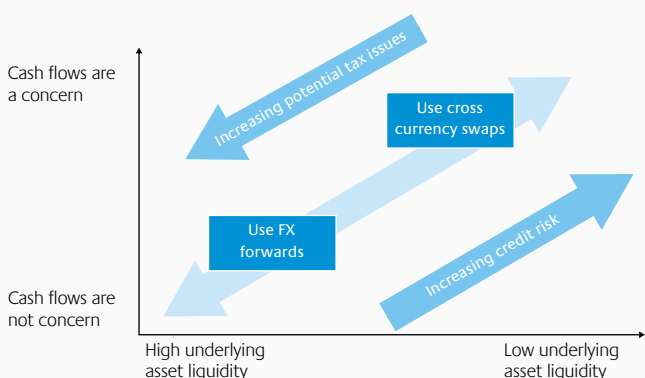 Cash flows are
a concern
Increasing potential tax issues
Use cross
currency swaps
Use FX
forwards
Increasing credit risk
Cash flows are
not concern
High underlying
asset liquidity
Low underlying
asset liquidity